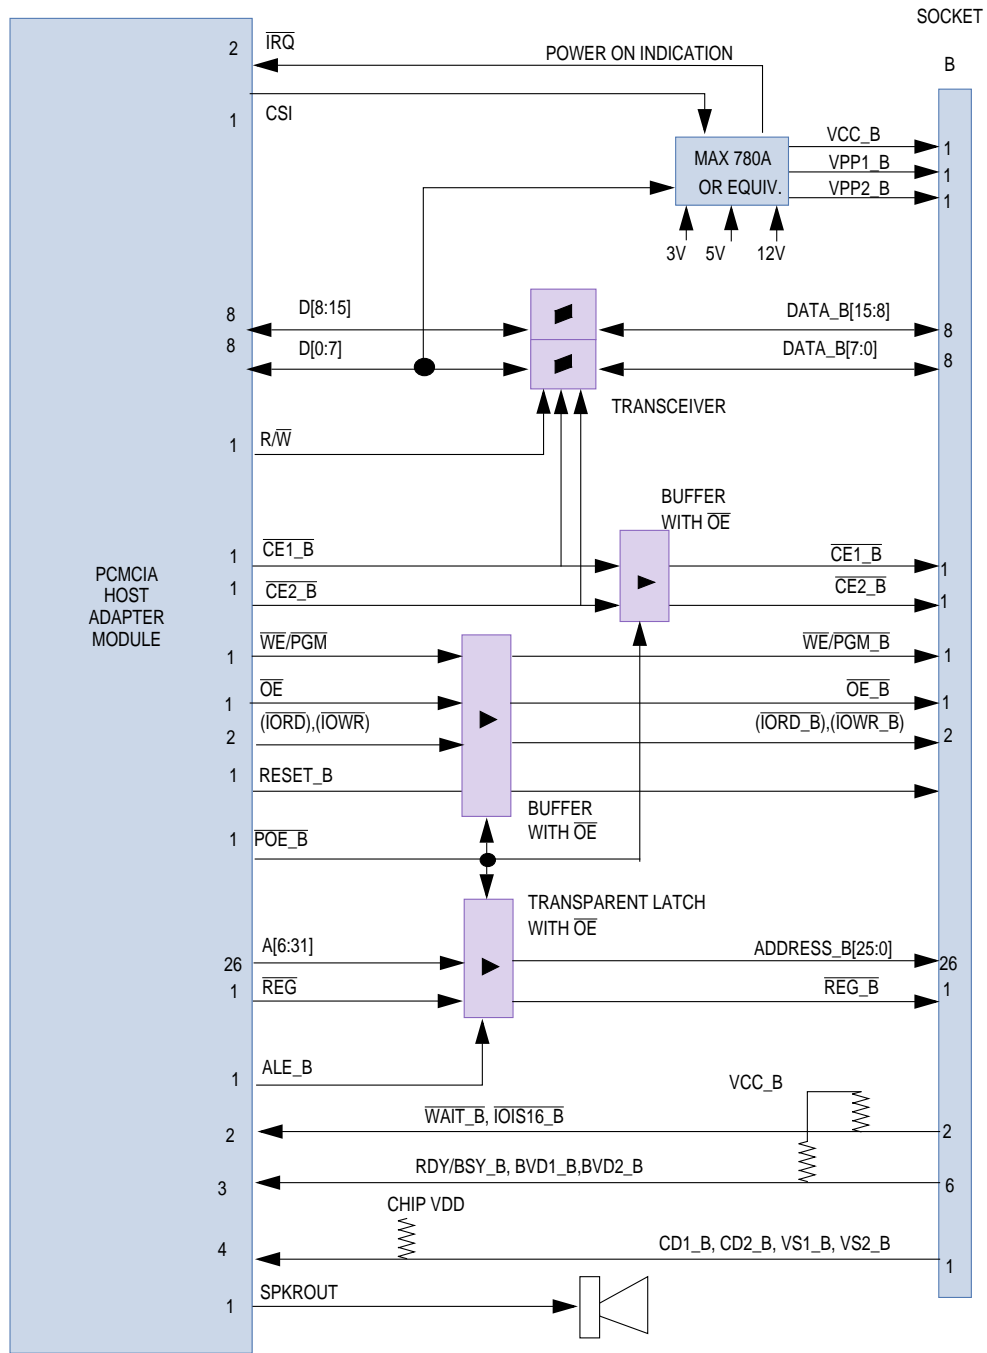 SOCKET
B
2 IRQ
POWER ON INDICATION
1 CSI
MAX 780A
OR EQUIV.
VCC_B 1
VPP1_B 1
VPP2_B 1
3V 5V 12V
8 D[8:15] DATA_B[15:8] 8
8 D[0:7] DATA_B[7:0] 8
TRANSCEIVER
1 R/W
BUFFER
WITH OE
1 CE1_B CE1_B 1
1 CE2_B CE2_B 1
PCMCIA
HOST
ADAPTER
MODULE
1 WE/PGM WE/PGM_B 1
1 OE OE_B 1
2 (IORD),(IOWR) (IORD_B),(IOWR_B) 2
1 RESET_B
BUFFER
WITH OE
1 POE_B
TRANSPARENT LATCH
WITH OE
26 A[6:31] ADDRESS_B[25:0] 26
1 REG REG_B 1
1 ALE_B
VCC_B
2 WAIT_B, IOIS16_B 2
3 RDY/BSY_B, BVD1_B,BVD2_B 6
CHIP VDD
4 CD1_B, CD2_B, VS1_B, VS2_B 1
1 SPKROUT